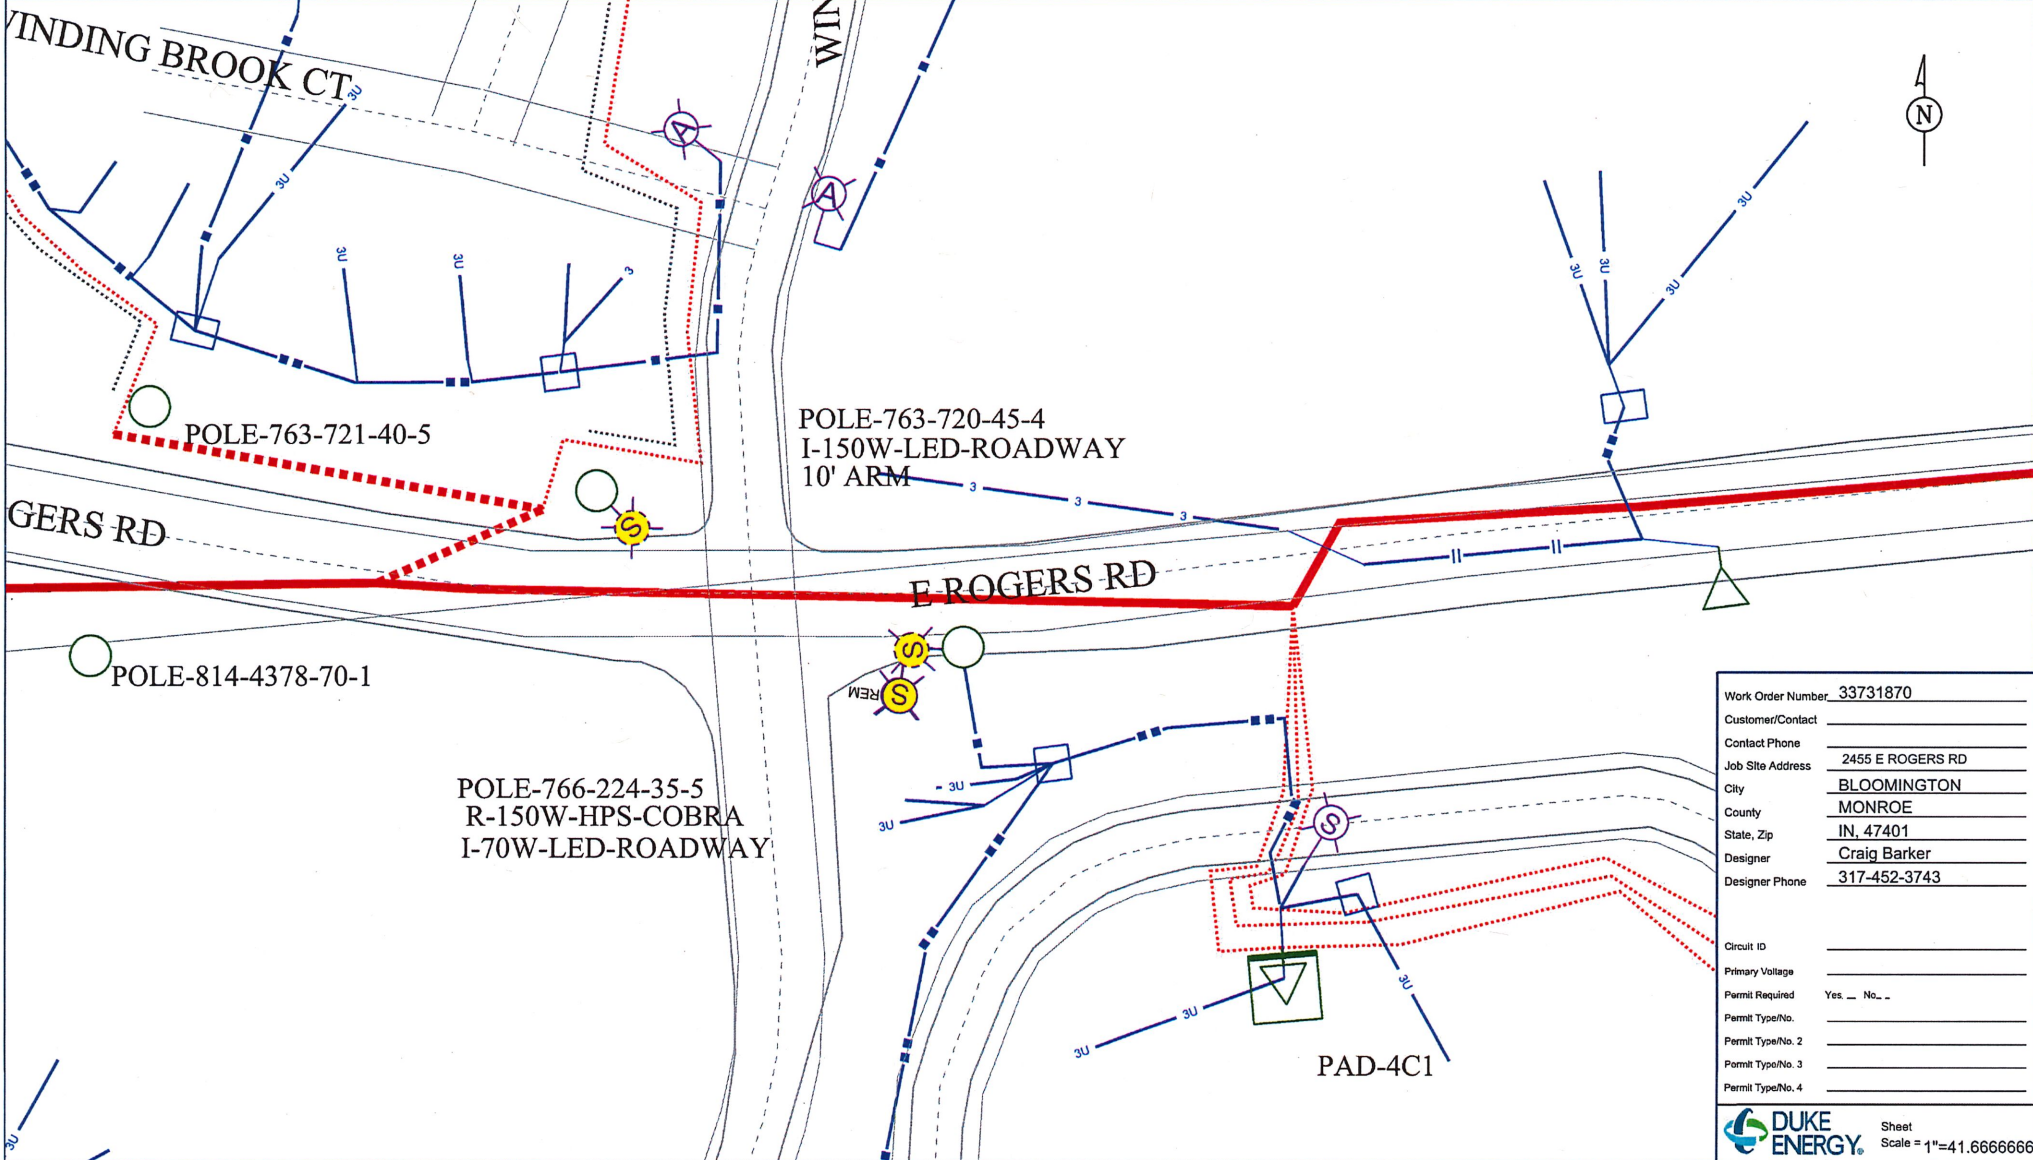 WINDING BROOK CT
WIN
N
3U
3U
A
A
3U
3U
3
3U
3U
3U
3U
POLE-763-721-40-5
POLE-763-720-45-4
I-150W-LED-ROADWAY
10' ARM
3
3
3
GERS RD
S
E ROGERS RD
S
S
REM
POLE-814-4378-70-1
POLE-766-224-35-5
R-150W-HPS-COBRA
I-70W-LED-ROADWAY
3U
3U
S
3U
3U
3U
3U
PAD-4C1
Work Order Number 33731870
Customer/Contact
Contact Phone
Job Site Address 2455 E ROGERS RD
City BLOOMINGTON
County MONROE
State, Zip IN, 47401
Designer Craig Barker
Designer Phone 317-452-3743
Circuit ID
Primary Voltage
Permit Required Yes _ No _
Permit Type/No.
Permit Type/No. 2
Permit Type/No. 3
Permit Type/No. 4
DUKE ENERGY®
Sheet
Scale = 1"=41.6666666